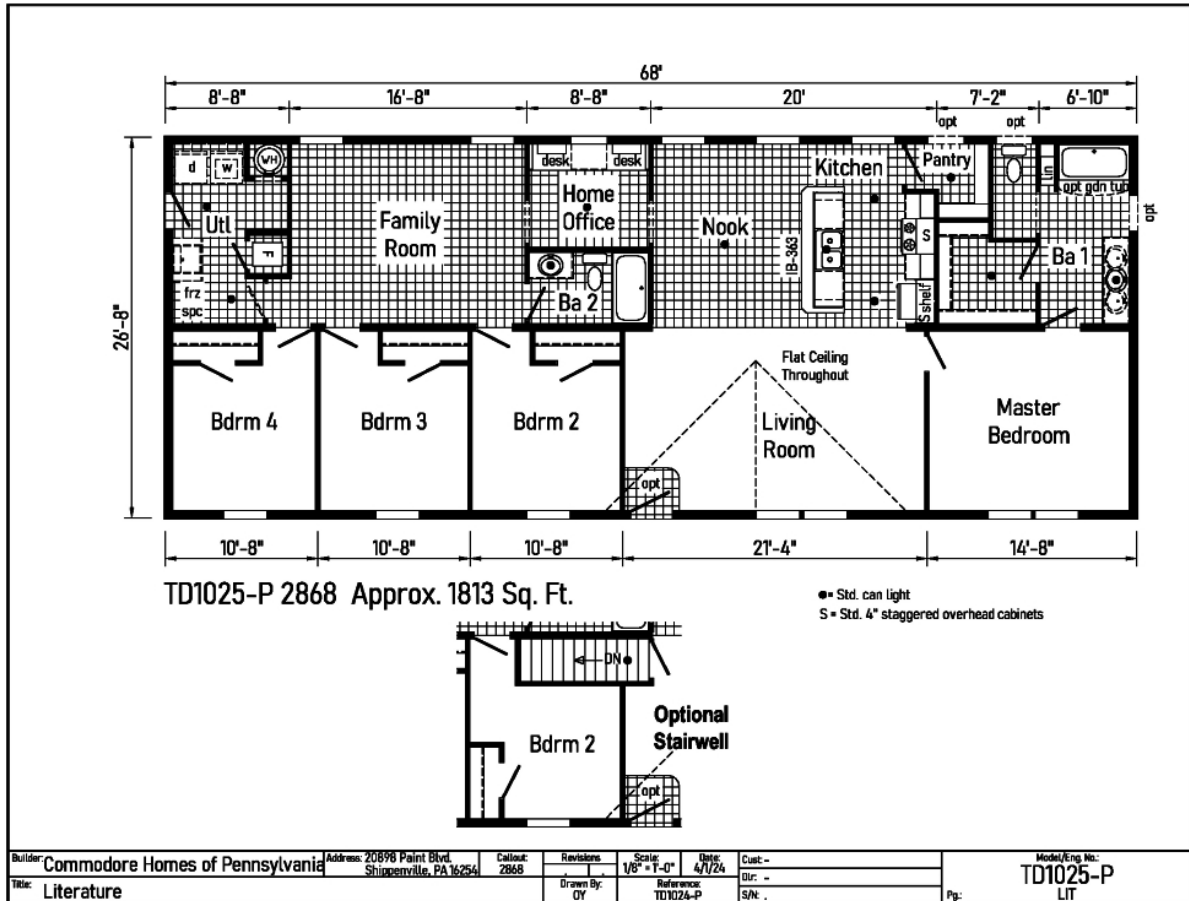 68'
8'-8"
16'-8"
8'-8"
20'
7'-2"
6'-10"
opt
opt
d
w
WH
desk
desk
Kitchen
Pantry
lin
opt gdn tub
opt
Utl
Family
Room
Home
Office
Nook
IB-363
S
Ba 1
F
frz
spc
Ba 2
S shelf
26'-8"
Flat Ceiling
Throughout
Bdrm 4
Bdrm 3
Bdrm 2
Living
Room
Master
Bedroom
opt
10'-8"
10'-8"
10'-8"
21'-4"
14'-8"
TD1025-P 2868 Approx. 1813 Sq. Ft.
●= Std. can light
S = Std. 4" staggered overhead cabinets
DN
Bdrm 2
Optional
Stairwell
opt
Builder: Commodore Homes of Pennsylvania
Address: 20898 Paint Blvd.
Shippenville, PA 16254
Callout:
2868
Revisions
Scale:
1/8" = 1'-0"
Date:
4/1/24
Cust: -
Dlr: -
S/N: .
Model/Eng. No.:
TD1025-P
Title: Literature
Drawn By:
OY
Reference:
TD1024-P
Pg.: LIT